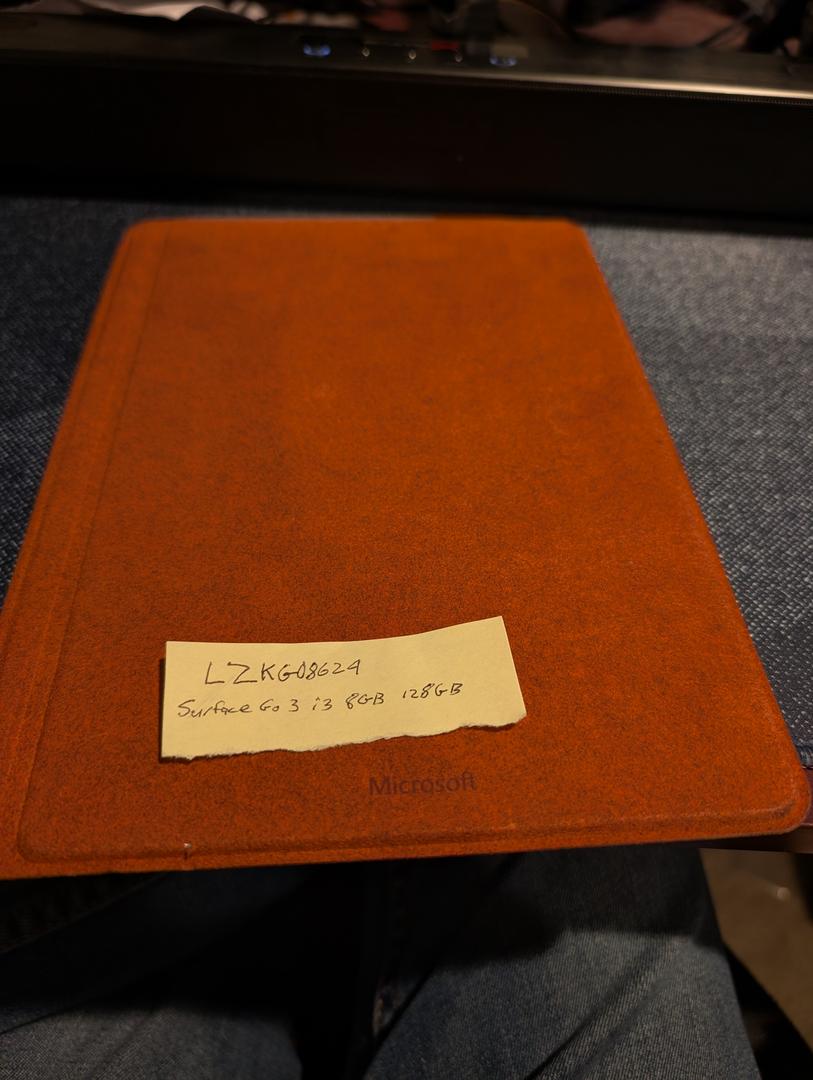 LZKG08624
Surface Go 3 i3 8GB 128GB
Microsoft